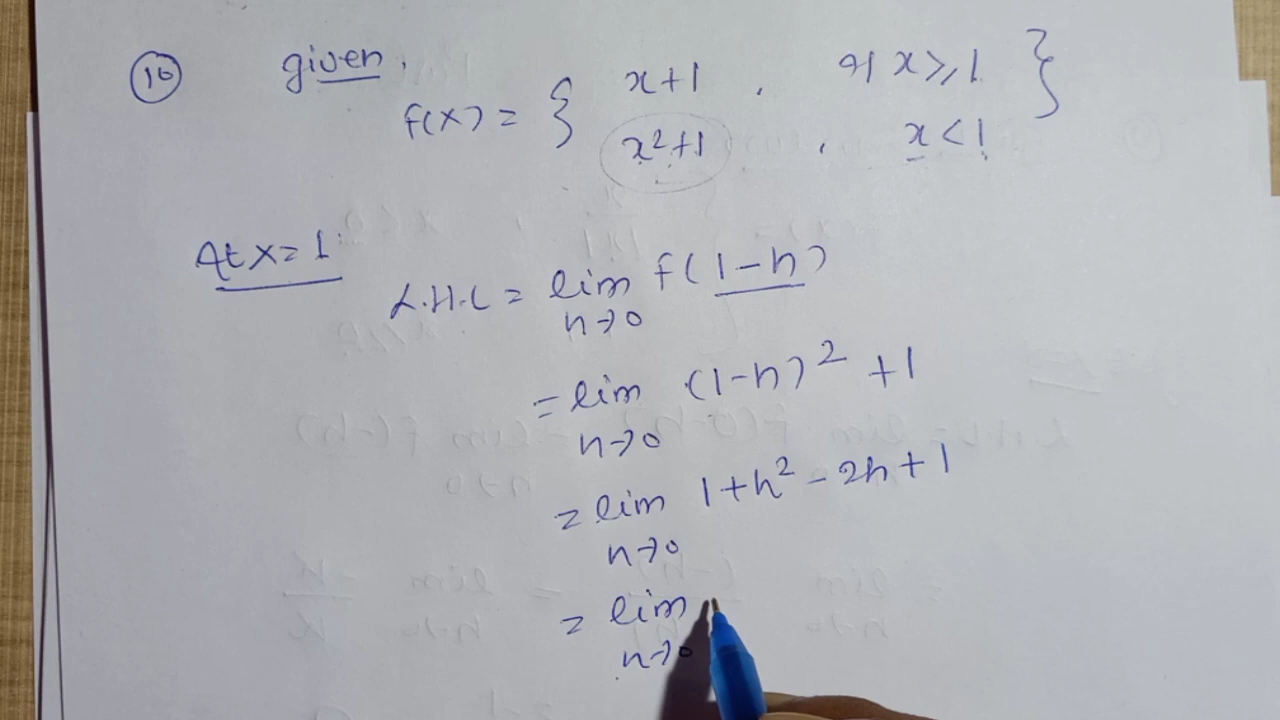 (10) given,
f(x) = { x+1 , if x ≥ 1 }
x²+1 , x < 1
At x = 1
L.H.L = lim f(1-h)
h→0
= lim (1-h)² + 1
h→0
= lim 1+h² - 2h + 1
h→0
= lim
h→0